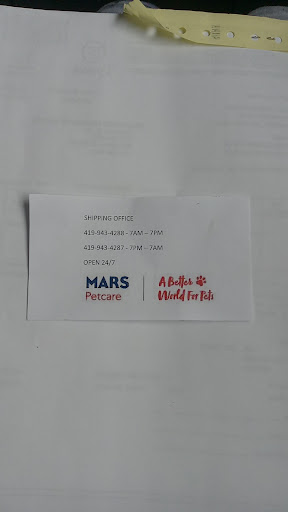 SHIPPING OFFICE
419-943-4288 - 7AM – 7PM
419-943-4287 - 7PM – 7AM
OPEN 24/7
MARS
Petcare
A Better
World For Pets